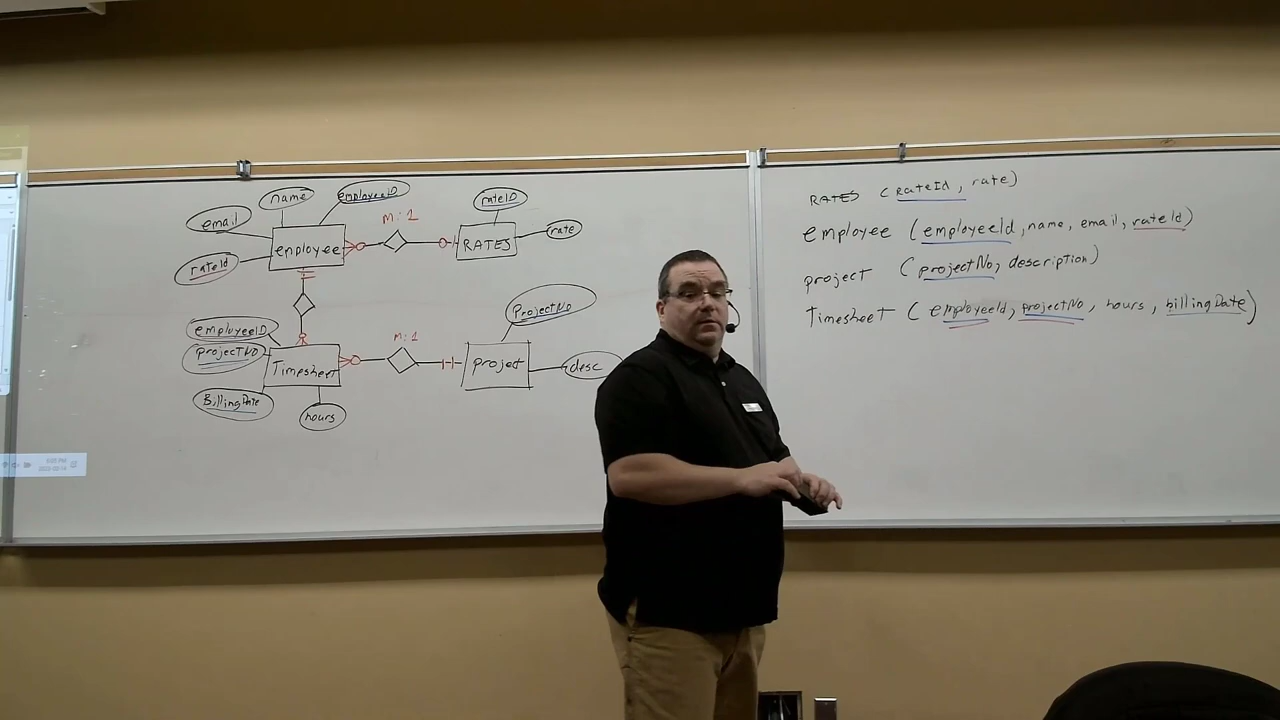 name
employeeID
email
employee
rateId
M:1
rateID
rate
RATES
employeeID
projectNO
Timesheet
BillingDate
hours
M:1
ProjectNo
project
desc
RATES (rateId, rate)
employee (employeeId, name, email, rateId)
project (projectNo, description)
Timesheet (employeeId, projectNo, hours, billingDate)